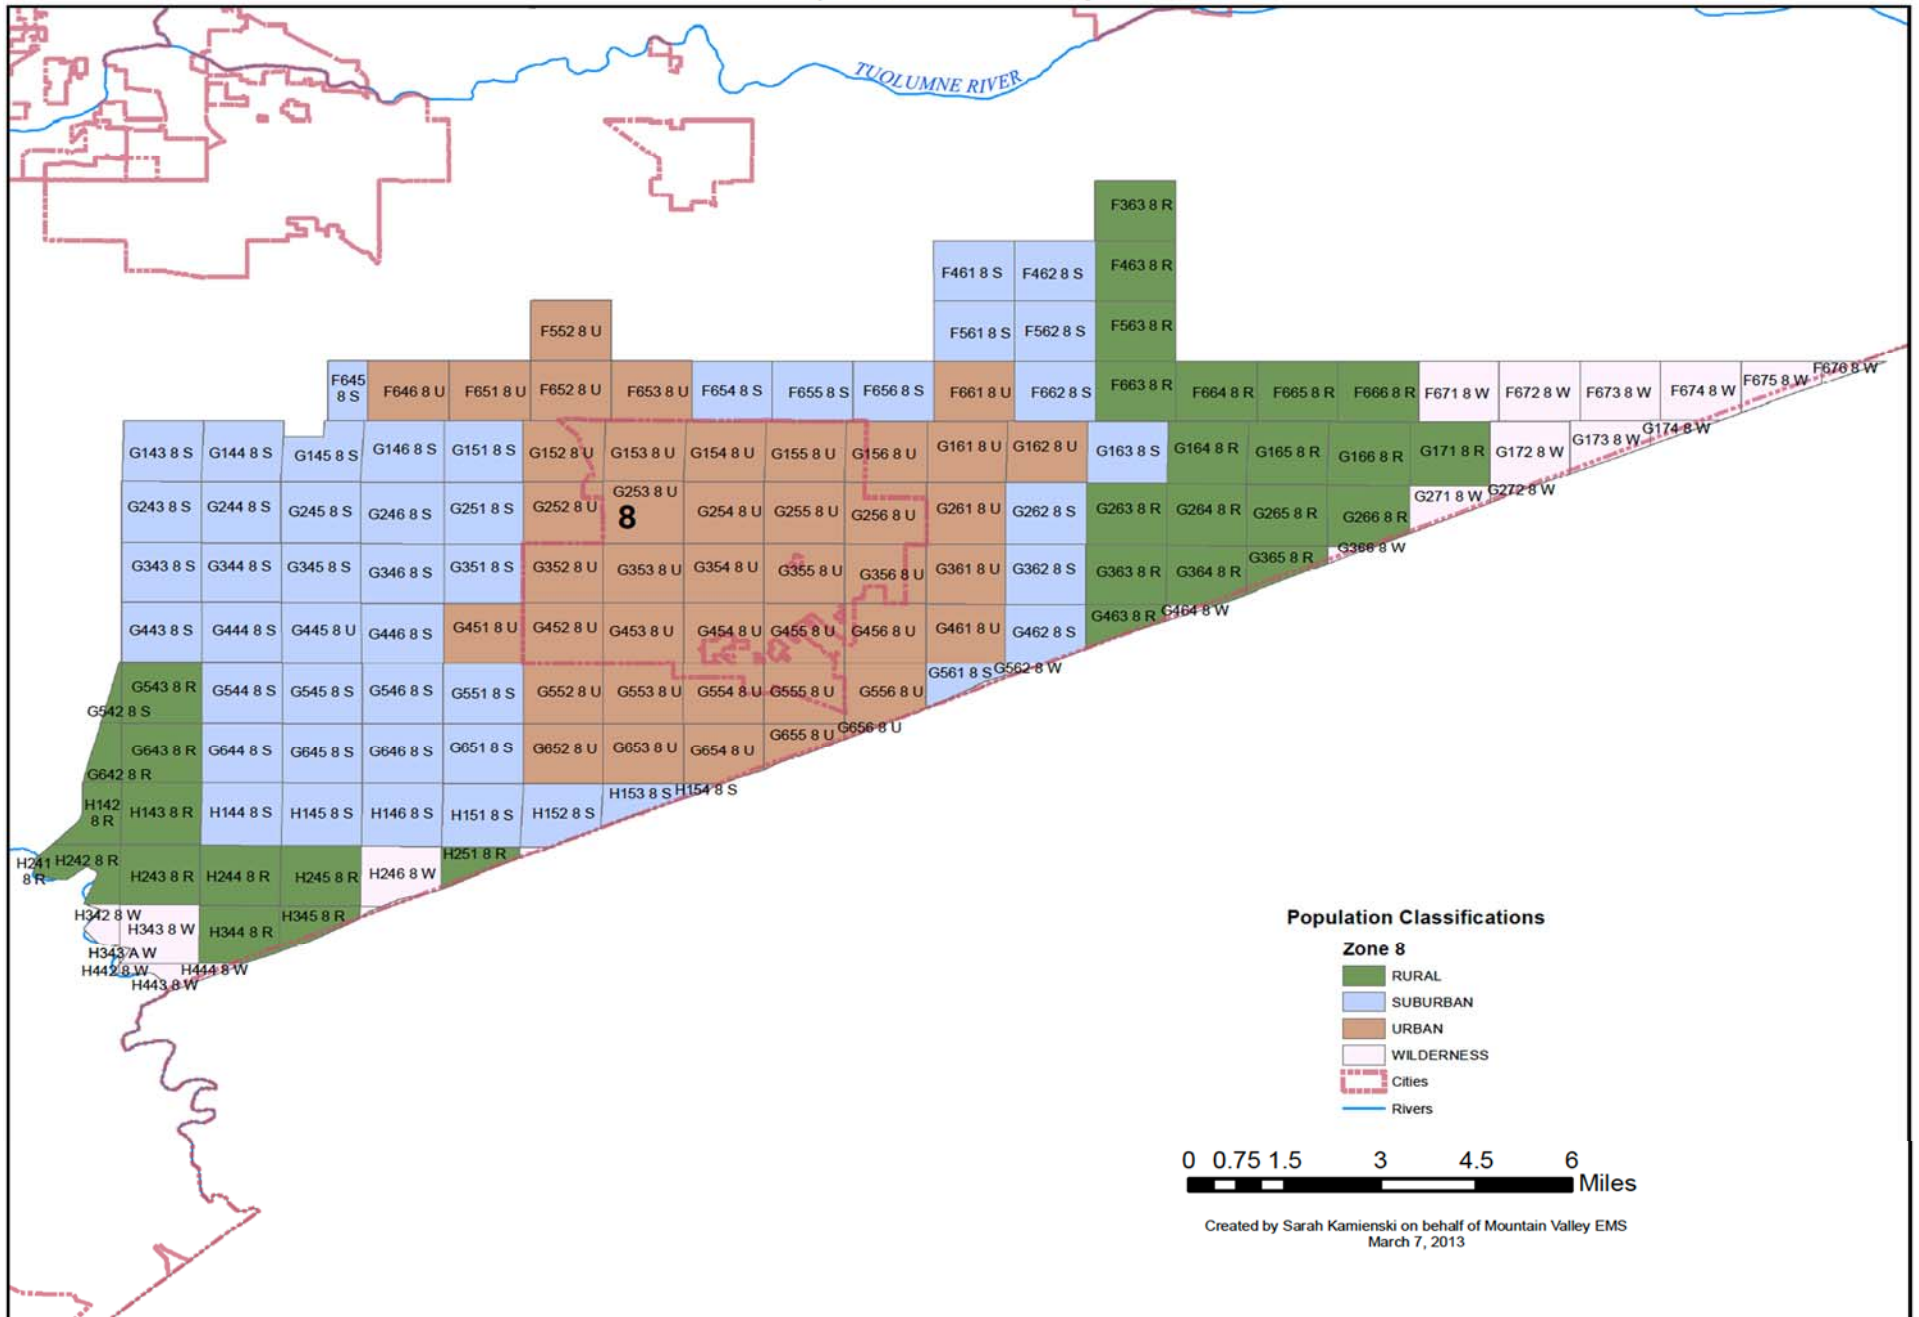 TUOLUMNE RIVER
F363 8 R
F461 8 S F462 8 S F463 8 R
F552 8 U F561 8 S F562 8 S F563 8 R
F645
8 S
F646 8 U F651 8 U F652 8 U F653 8 U F654 8 S F655 8 S F656 8 S F661 8 U F662 8 S F663 8 R F664 8 R F665 8 R F666 8 R F671 8 W F672 8 W F673 8 W F674 8 W F675 8 W F676 8 W
G143 8 S G144 8 S G145 8 S G146 8 S G151 8 S G152 8 U G153 8 U G154 8 U G155 8 U G156 8 U G161 8 U G162 8 U G163 8 S G164 8 R G165 8 R G166 8 R G171 8 R G172 8 W G173 8 W G174 8 W
G243 8 S G244 8 S G245 8 S G246 8 S G251 8 S G252 8 U G253 8 U G254 8 U G255 8 U G256 8 U G261 8 U G262 8 S G263 8 R G264 8 R G265 8 R G266 8 R G271 8 W G272 8 W
8
G343 8 S G344 8 S G345 8 S G346 8 S G351 8 S G352 8 U G353 8 U G354 8 U G355 8 U G356 8 U G361 8 U G362 8 S G363 8 R G364 8 R G365 8 R G366 8 W
G443 8 S G444 8 S G445 8 U G446 8 S G451 8 U G452 8 U G453 8 U G454 8 U G455 8 U G456 8 U G461 8 U G462 8 S G463 8 R G464 8 W
G542 8 S G543 8 R G544 8 S G545 8 S G546 8 S G551 8 S G552 8 U G553 8 U G554 8 U G555 8 U G556 8 U G561 8 S G562 8 W
G642 8 R G643 8 R G644 8 S G645 8 S G646 8 S G651 8 S G652 8 U G653 8 U G654 8 U G655 8 U G656 8 U
H142
8 R
H143 8 R H144 8 S H145 8 S H146 8 S H151 8 S H152 8 S H153 8 S H154 8 S
H241
8 R
H242 8 R H243 8 R H244 8 R H245 8 R H246 8 W H251 8 R
H342 8 W H343 8 W H344 8 R H345 8 R
H343 A W
H442 8 W H444 8 W
H443 8 W
Population Classifications
Zone 8
RURAL
SUBURBAN
URBAN
WILDERNESS
Cities
Rivers
0 0.75 1.5 3 4.5 6
Miles
Created by Sarah Kamienski on behalf of Mountain Valley EMS
March 7, 2013